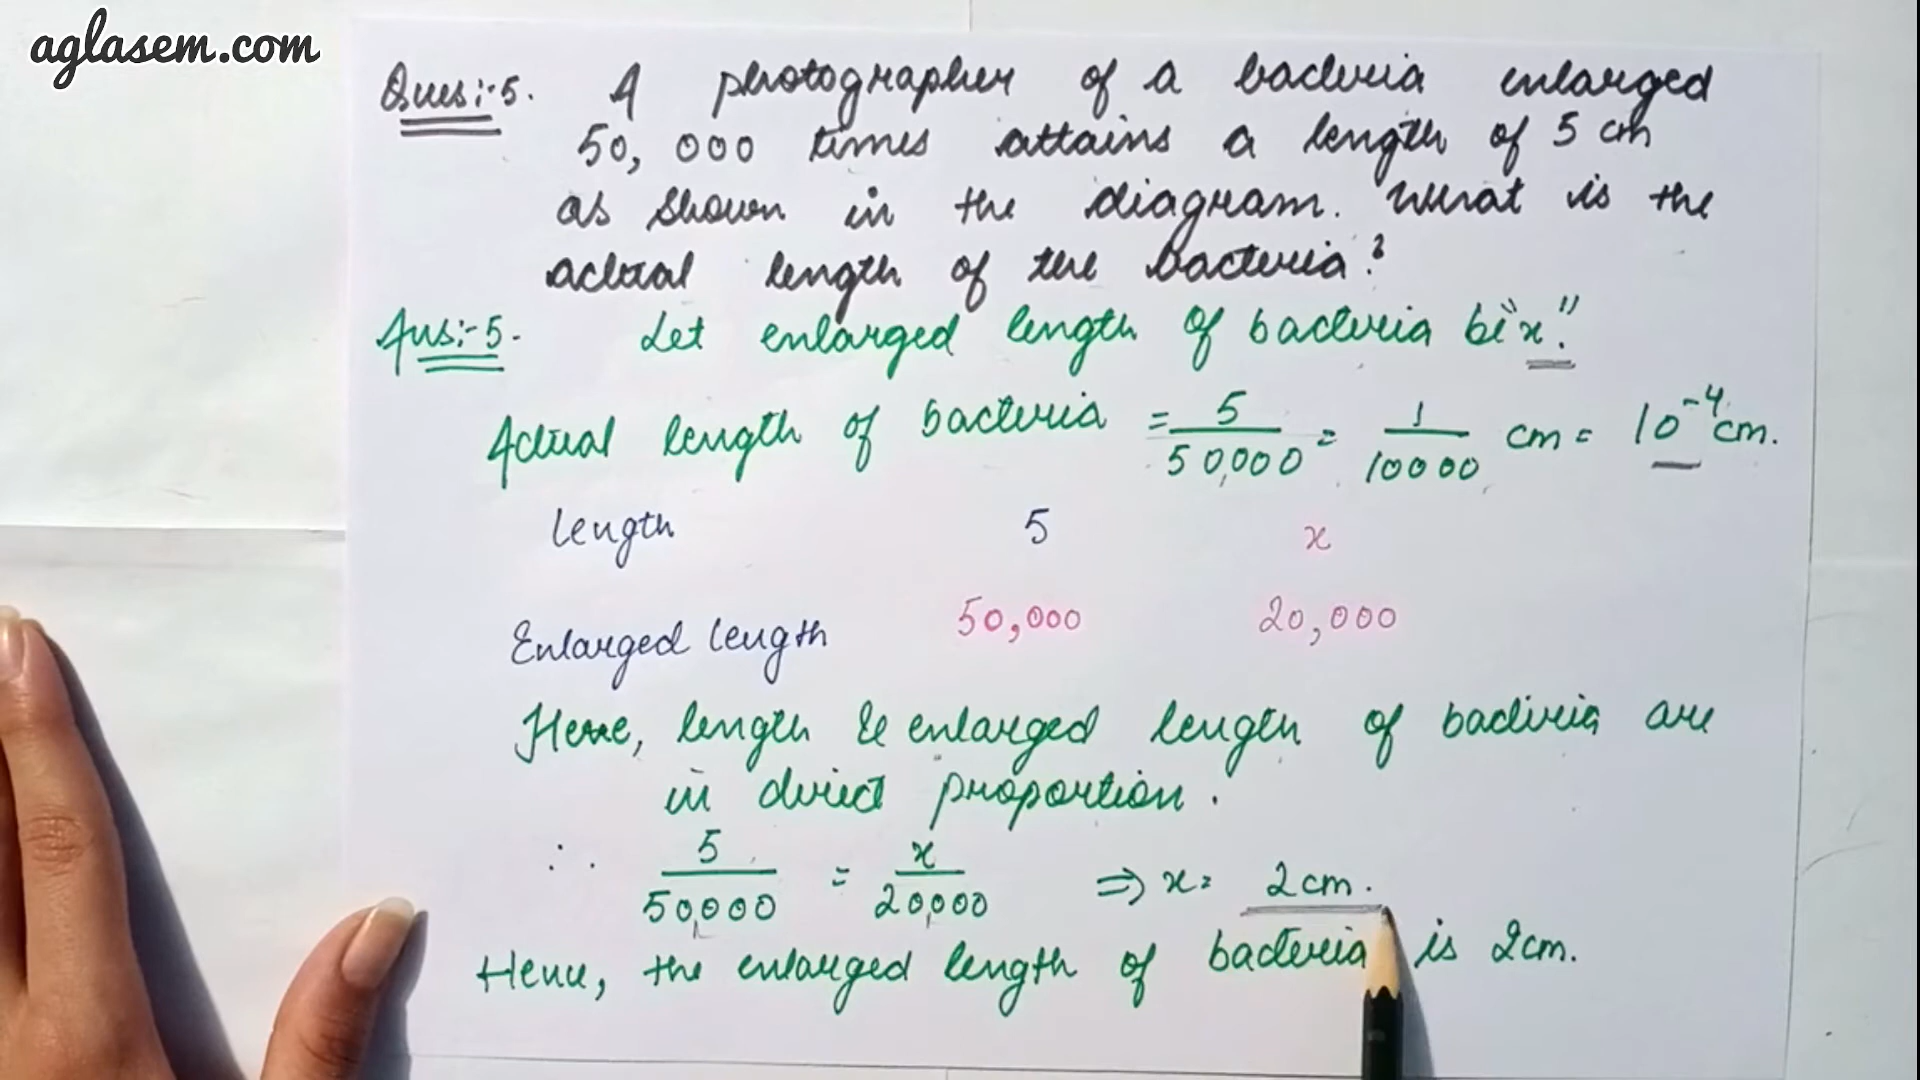 aglasem.com
Ques:-5. A photographer of a bacteria enlarged
50,000 times attains a length of 5 cm
as shown in the diagram. What is the
actual length of the bacteria?
Ans:-5. Let enlarged length of bacteria be "x".
Actual length of bacteria = 5/50,000 = 1/10000 cm = 10⁻⁴ cm.
Length 5 x
Enlarged length 50,000 20,000
Here, length & enlarged length of bacteria are
in direct proportion.
∴ 5/50,000 = x/20,000 ⇒ x = 2cm.
Hence, the enlarged length of bacteria is 2cm.